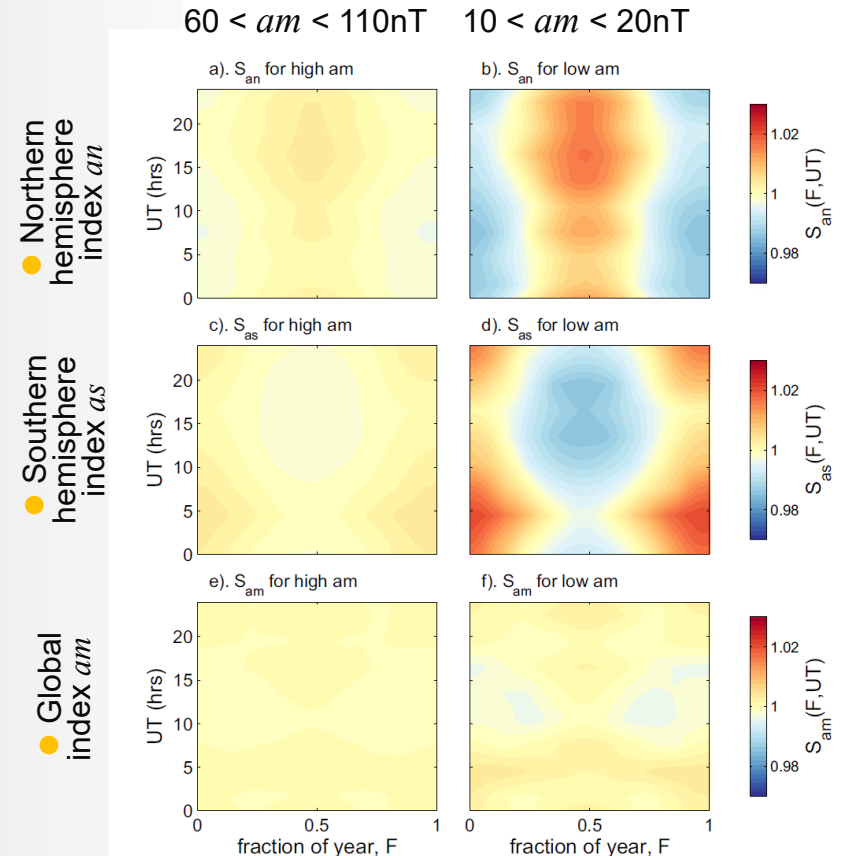 60 < am < 110nT 10 < am < 20nT
Northern
hemisphere
index an
a). San for high am
b). San for low am
20
15
10
5
0
UT (hrs)
1.02
1
0.98
San(F,UT)
Southern
hemisphere
index as
c). Sas for high am
d). Sas for low am
20
15
10
5
0
UT (hrs)
1.02
1
0.98
Sas(F,UT)
Global
index am
e). Sam for high am
f). Sam for low am
20
15
10
5
0
UT (hrs)
1.02
1
0.98
Sam(F,UT)
0 0.5 1
0 0.5 1
fraction of year, F
fraction of year, F